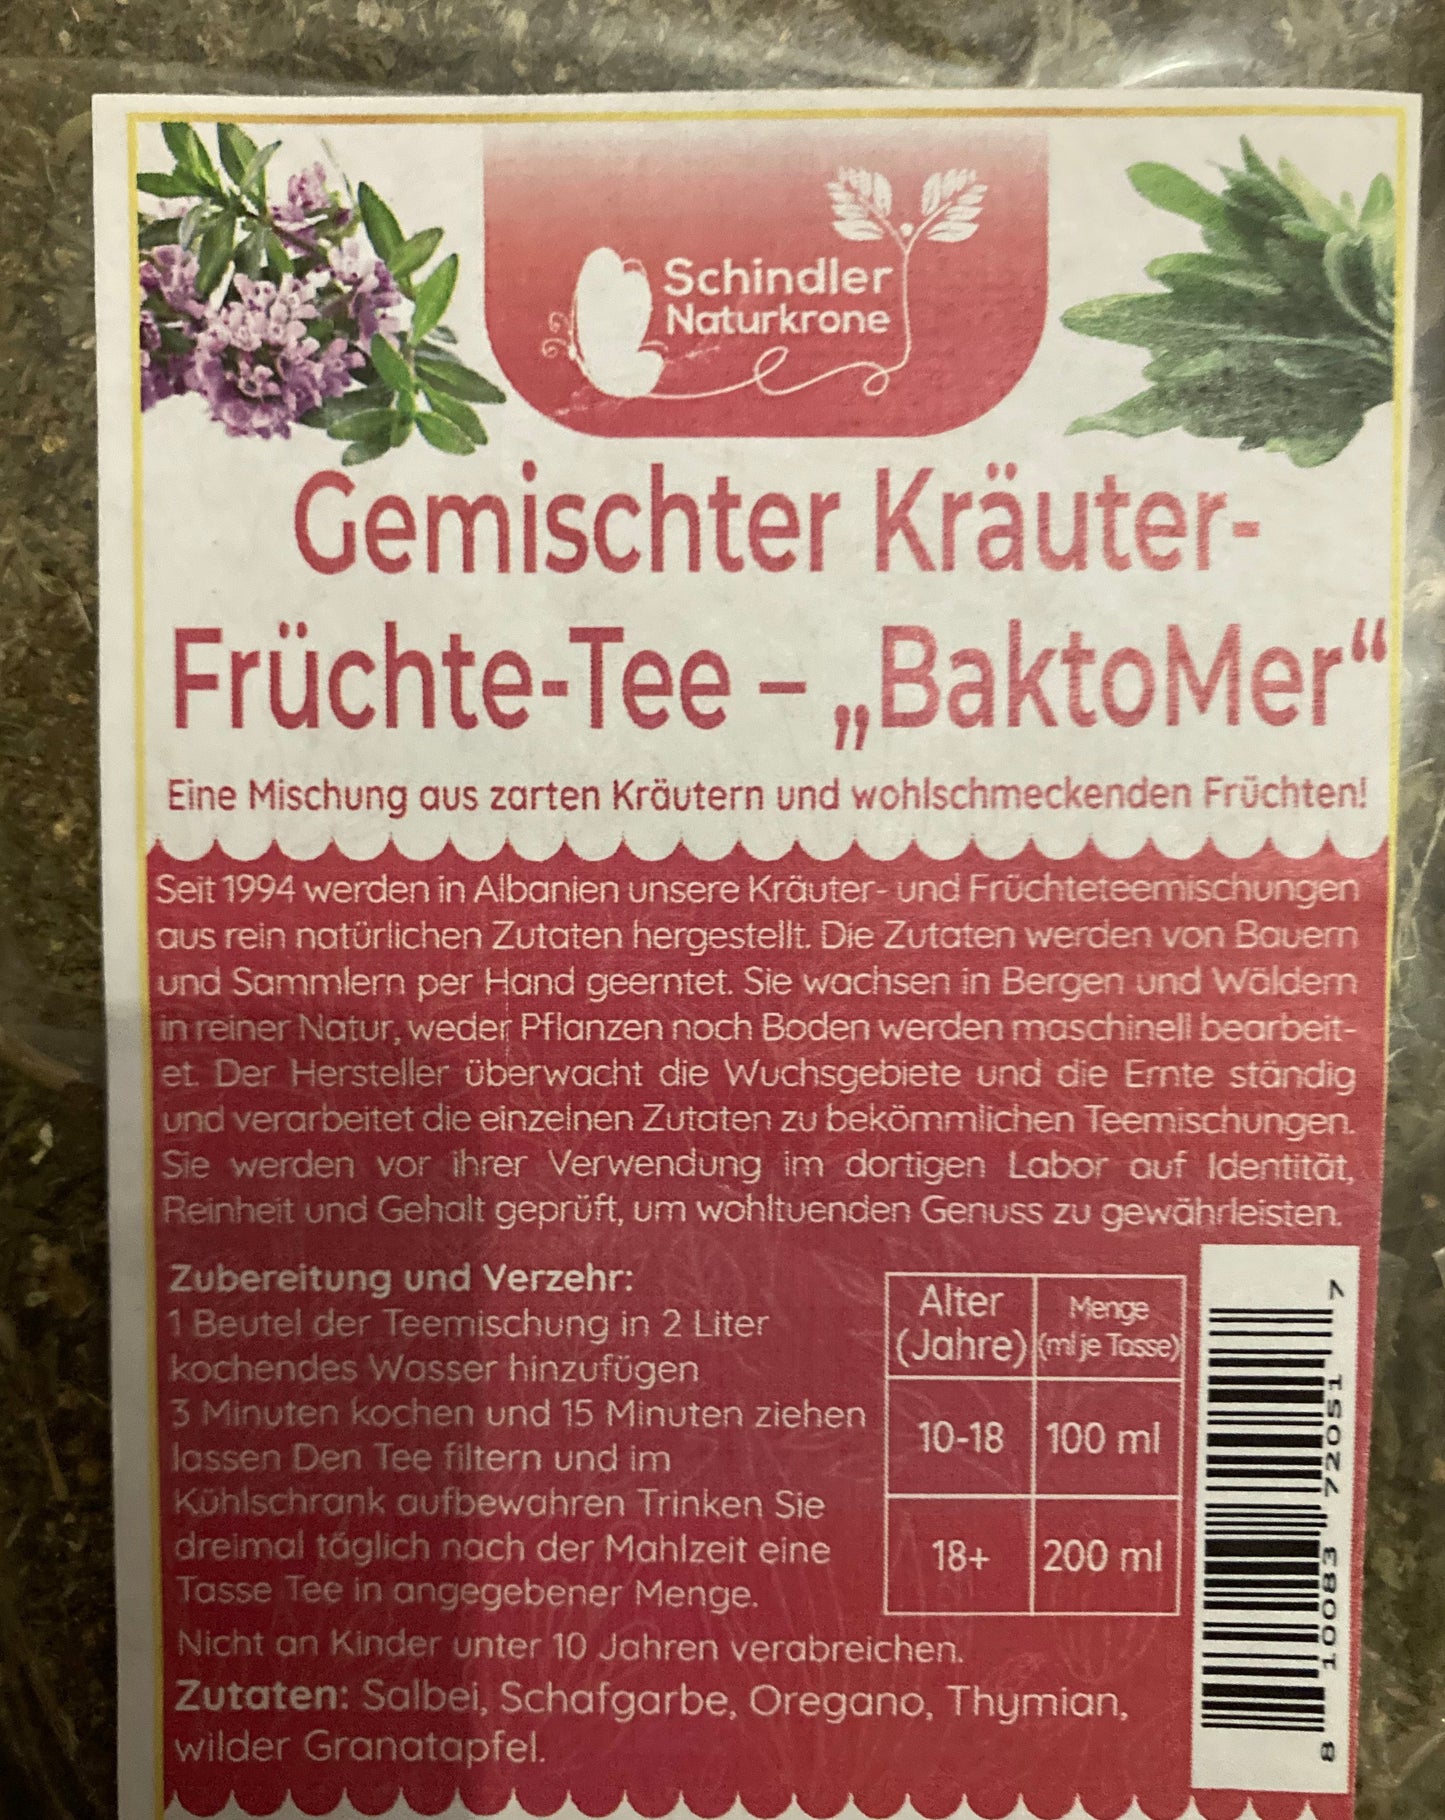 Schindler
Naturkrone
Gemischter Kräuter-
Früchte-Tee – „BaktoMer“
Eine Mischung aus zarten Kräutern und wohlschmeckenden Früchten!
Seit 1994 werden in Albanien unsere Kräuter- und Früchteteemischungen
aus rein natürlichen Zutaten hergestellt. Die Zutaten werden von Bauern
und Sammlern per Hand geerntet. Sie wachsen in Bergen und Wäldern
in reiner Natur, weder Pflanzen noch Boden werden maschinell bearbeit-
et. Der Hersteller überwacht die Wuchsgebiete und die Ernte ständig
und verarbeitet die einzelnen Zutaten zu bekömmlichen Teemischungen.
Sie werden vor ihrer Verwendung im dortigen Labor auf Identität,
Reinheit und Gehalt geprüft, um wohltuenden Genuss zu gewährleisten.
Zubereitung und Verzehr:
1 Beutel der Teemischung in 2 Liter
kochendes Wasser hinzufügen
3 Minuten kochen und 15 Minuten ziehen
lassen Den Tee filtern und im
Kühlschrank aufbewahren Trinken Sie
dreimal täglich nach der Mahlzeit eine
Tasse Tee in angegebener Menge.
Nicht an Kinder unter 10 Jahren verabreichen.
Zutaten: Salbei, Schafgarbe, Oregano, Thymian,
wilder Granatapfel.
Alter (Jahre) Menge (ml je Tasse)
10-18 100 ml
18+ 200 ml
8 10083 72051 7